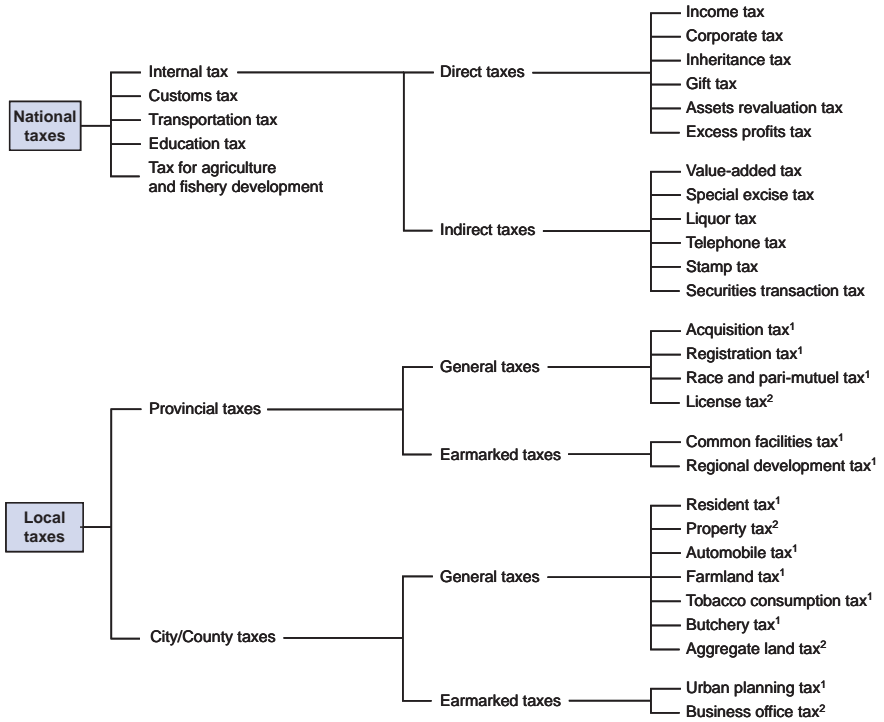 National
taxes
Internal tax
Customs tax
Transportation tax
Education tax
Tax for agriculture
and fishery development
Direct taxes
Income tax
Corporate tax
Inheritance tax
Gift tax
Assets revaluation tax
Excess profits tax
Indirect taxes
Value-added tax
Special excise tax
Liquor tax
Telephone tax
Stamp tax
Securities transaction tax
Local
taxes
Provincial taxes
General taxes
Acquisition tax¹
Registration tax¹
Race and pari-mutuel tax¹
License tax²
Earmarked taxes
Common facilities tax¹
Regional development tax¹
City/County taxes
General taxes
Resident tax¹
Property tax²
Automobile tax¹
Farmland tax¹
Tobacco consumption tax¹
Butchery tax¹
Aggregate land tax²
Earmarked taxes
Urban planning tax¹
Business office tax²